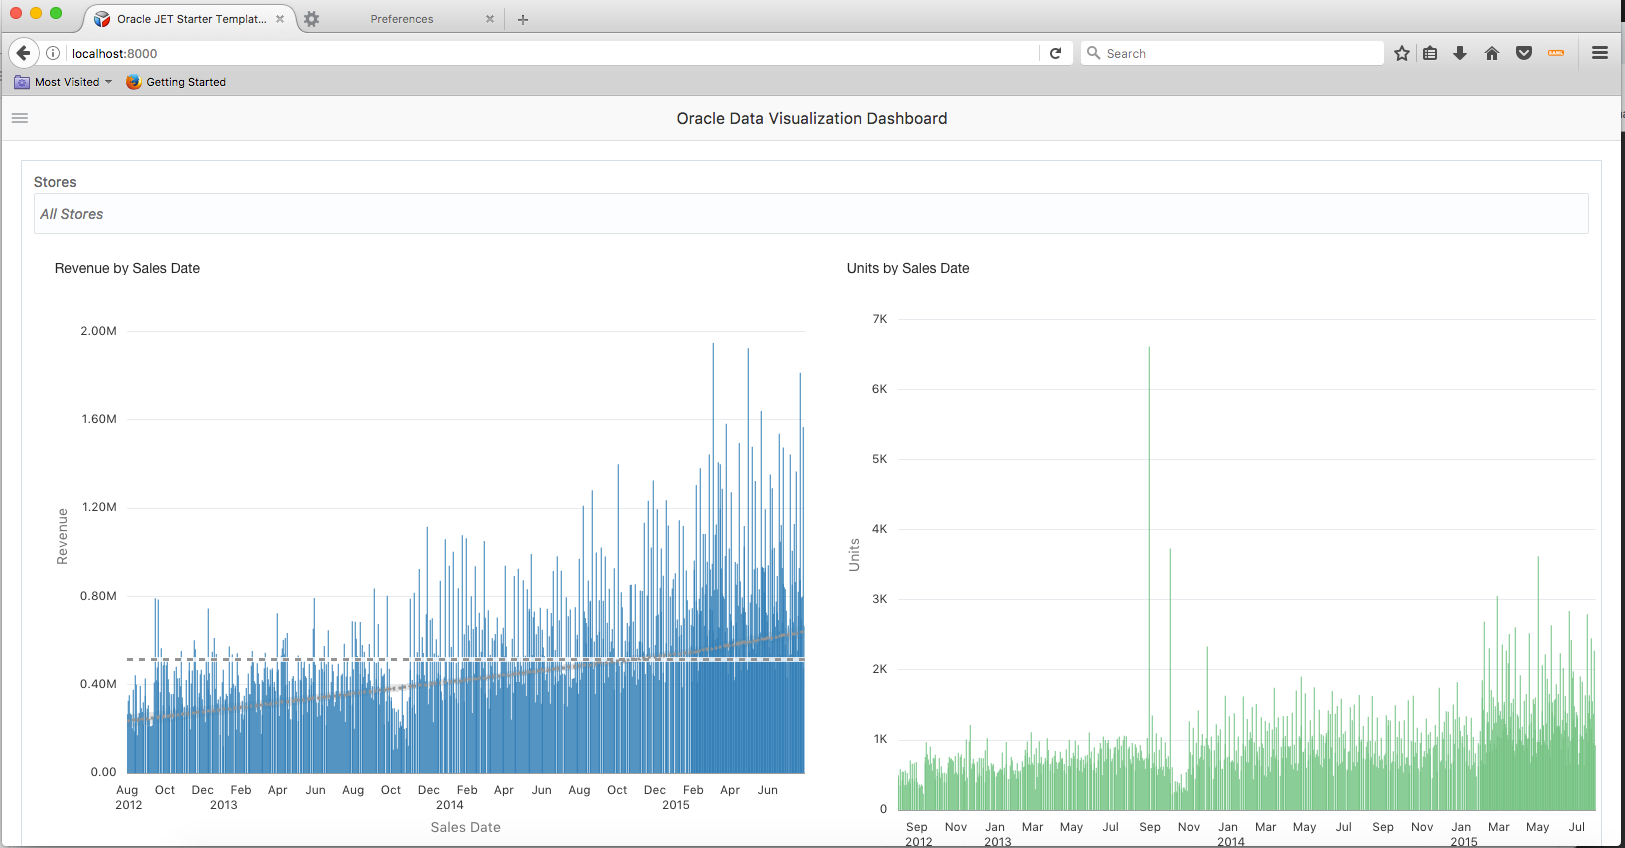 Oracle JET Starter Templat...
Preferences
localhost:8000
Search
Most Visited
Getting Started
Oracle Data Visualization Dashboard
Stores
All Stores
Revenue by Sales Date
2.00M
1.60M
1.20M
0.80M
0.40M
0.00
Revenue
Aug Oct Dec Feb Apr Jun Aug Oct Dec Feb Apr Jun Aug Oct Dec Feb Apr Jun
2012 2013 2014 2015
Sales Date
Units by Sales Date
7K
6K
5K
4K
3K
2K
1K
0
Units
Sep Nov Jan Mar May Jul Sep Nov Jan Mar May Jul Sep Nov Jan Mar May Jul
2012 2013 2014 2015